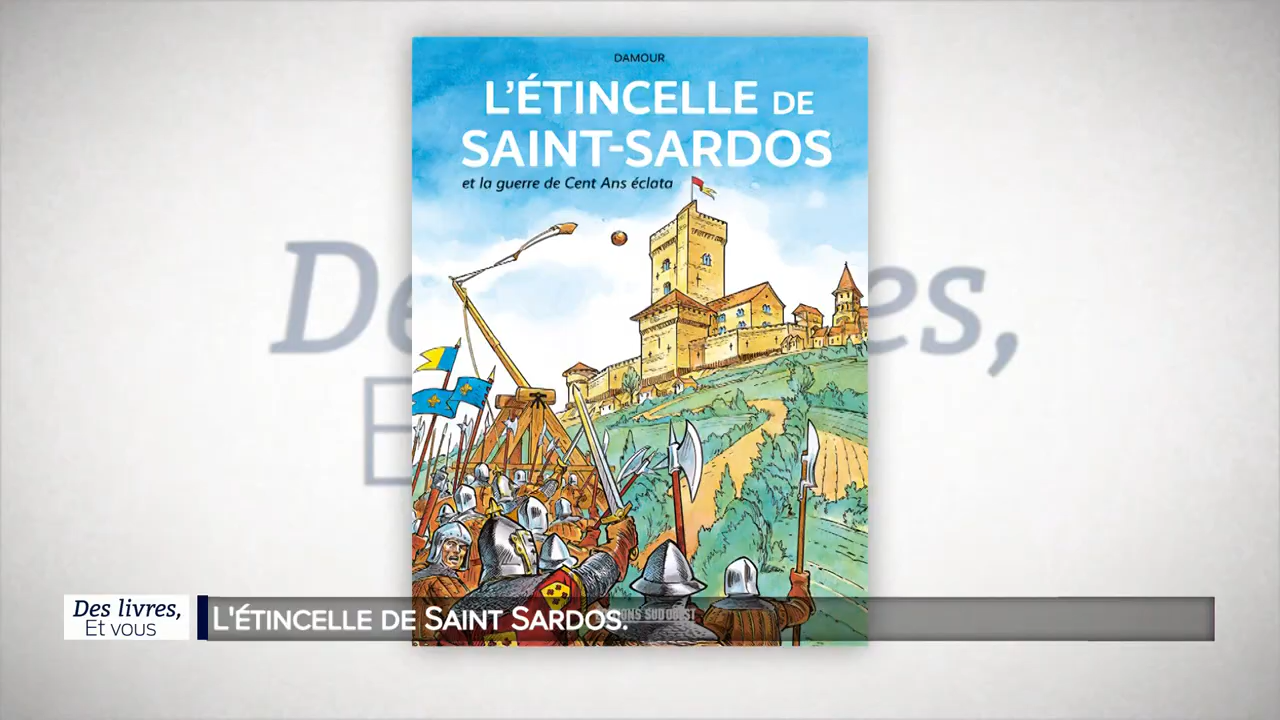 DAMOUR
L'ÉTINCELLE DE
SAINT-SARDOS
et la guerre de Cent Ans éclata
Des livres,
Et vous
L'étincelle de Saint Sardos.